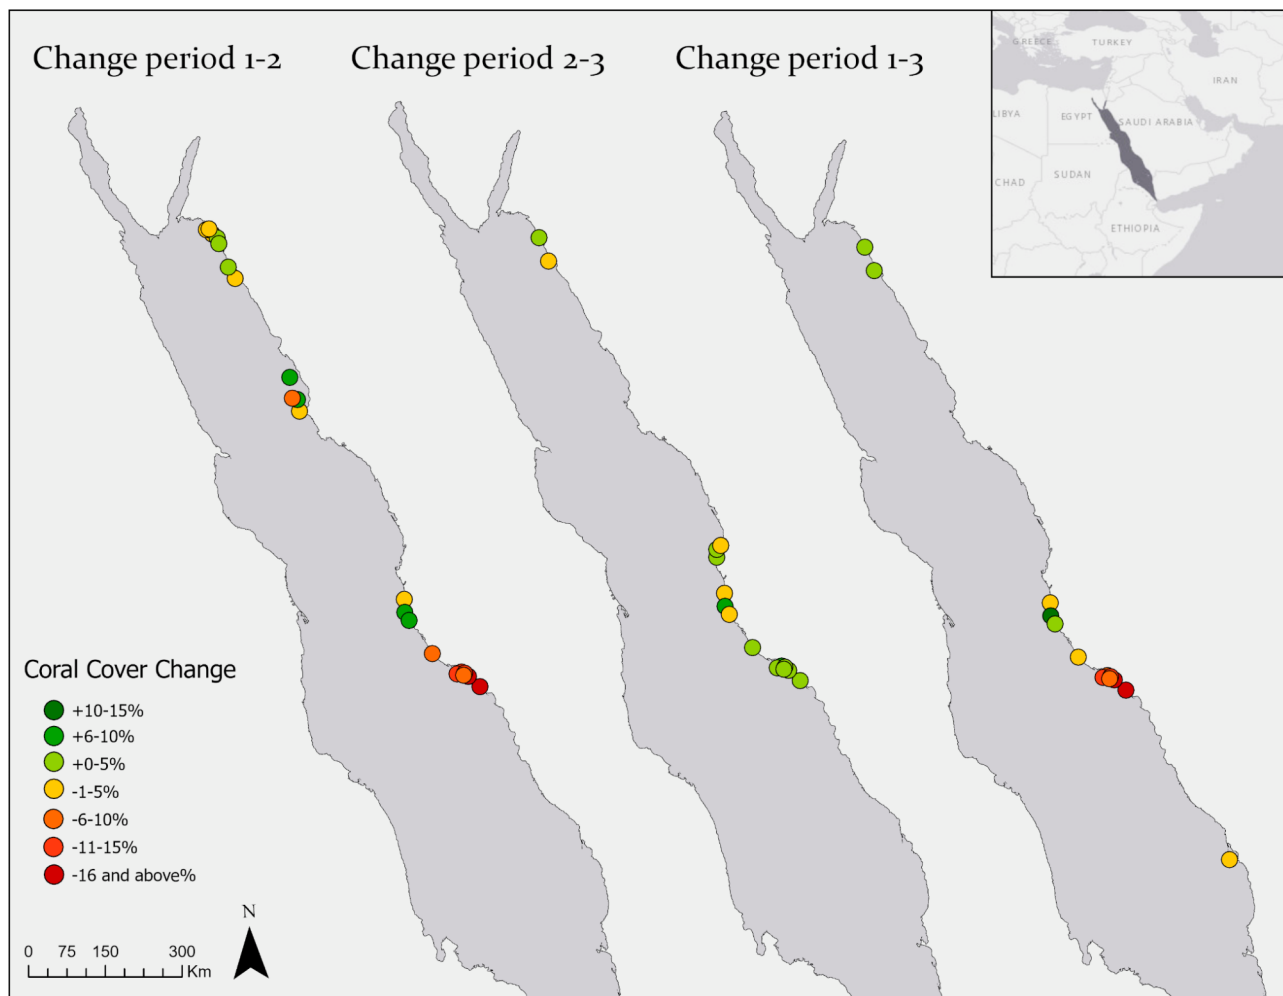 Change period 1-2
Change period 2-3
Change period 1-3
GREECE
TURKEY
IRAN
LIBYA
EGYPT
SAUDI ARABIA
CHAD
SUDAN
ETHIOPIA
Coral Cover Change
+10-15%
+6-10%
+0-5%
-1-5%
-6-10%
-11-15%
-16 and above%
N
0 75 150 300
Km